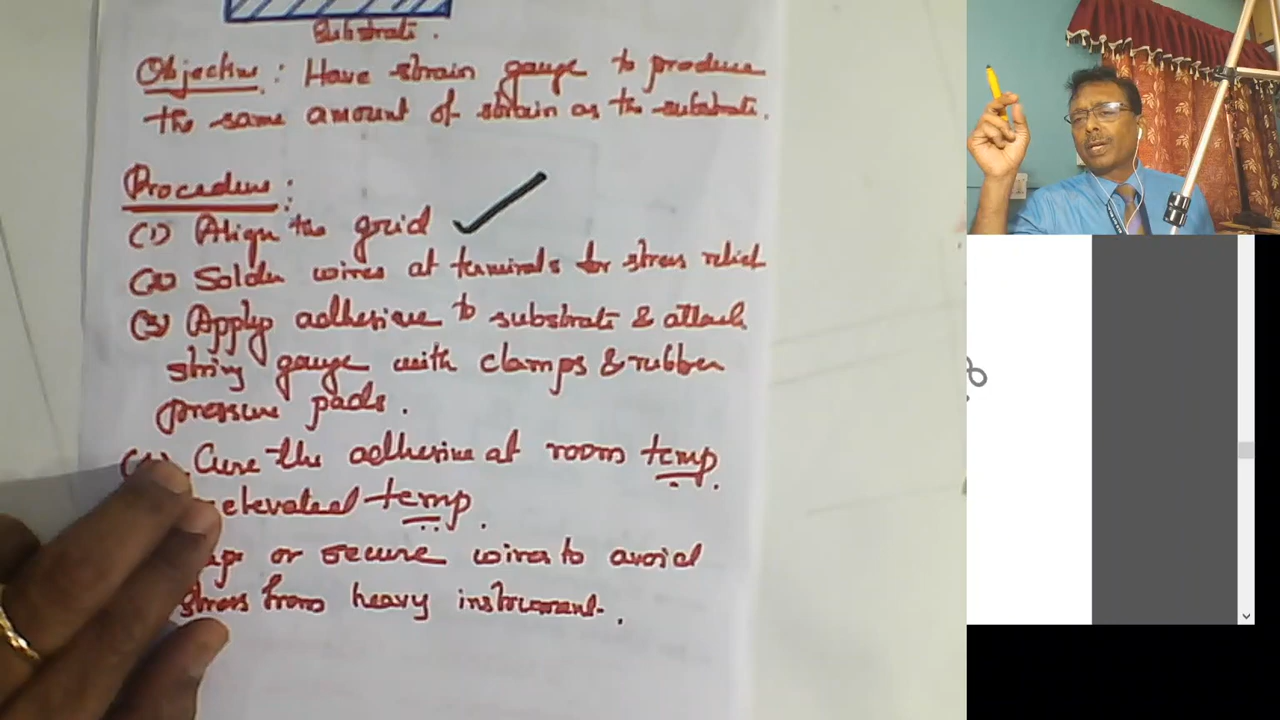 Substrate.
Objective: Have strain gauge to produce
the same amount of strain as the substrate.
Procedure:
(1) Align the grid
(2) Solder wires at terminals for stress relief
(3) Apply adhesive to substrate & attach
string gauge with clamps & rubber
pressure pads.
Cure the adhesive at room temp.
elevated temp.
or secure wires to avoid
stress from heavy instrument.
8